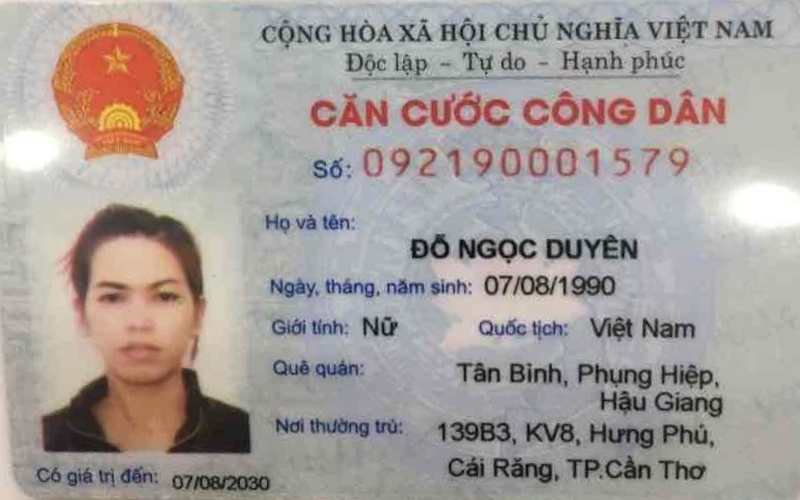 CỘNG HÒA XÃ HỘI CHỦ NGHĨA VIỆT NAM
Độc lập - Tự do - Hạnh phúc
CĂN CƯỚC CÔNG DÂN
Số: 092190001579
Họ và tên:
ĐỖ NGỌC DUYÊN
Ngày, tháng, năm sinh: 07/08/1990
Giới tính: Nữ Quốc tịch: Việt Nam
Quê quán: Tân Bình, Phụng Hiệp,
Hậu Giang
Nơi thường trú: 139B3, KV8, Hưng Phú,
Cái Răng, TP.Cần Thơ
Có giá trị đến: 07/08/2030